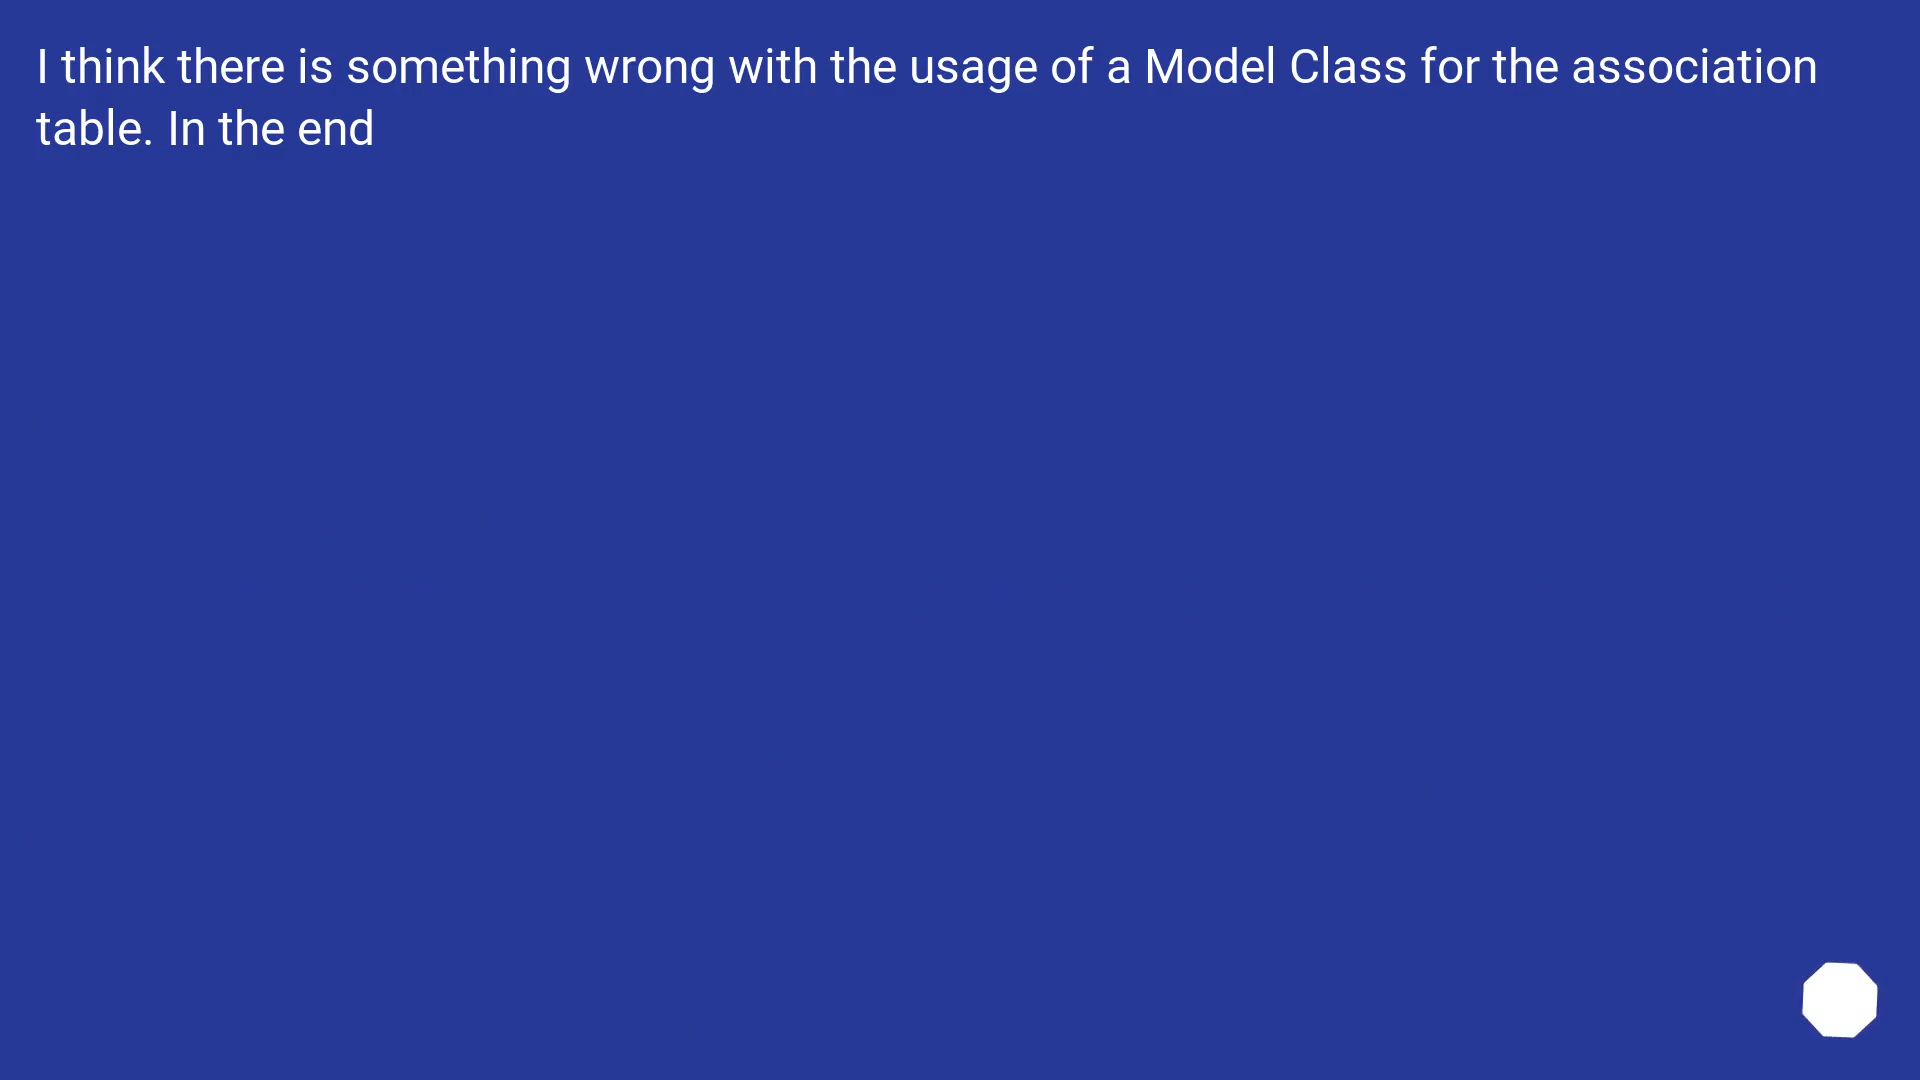 I think there is something wrong with the usage of a Model Class for the association
table. In the end